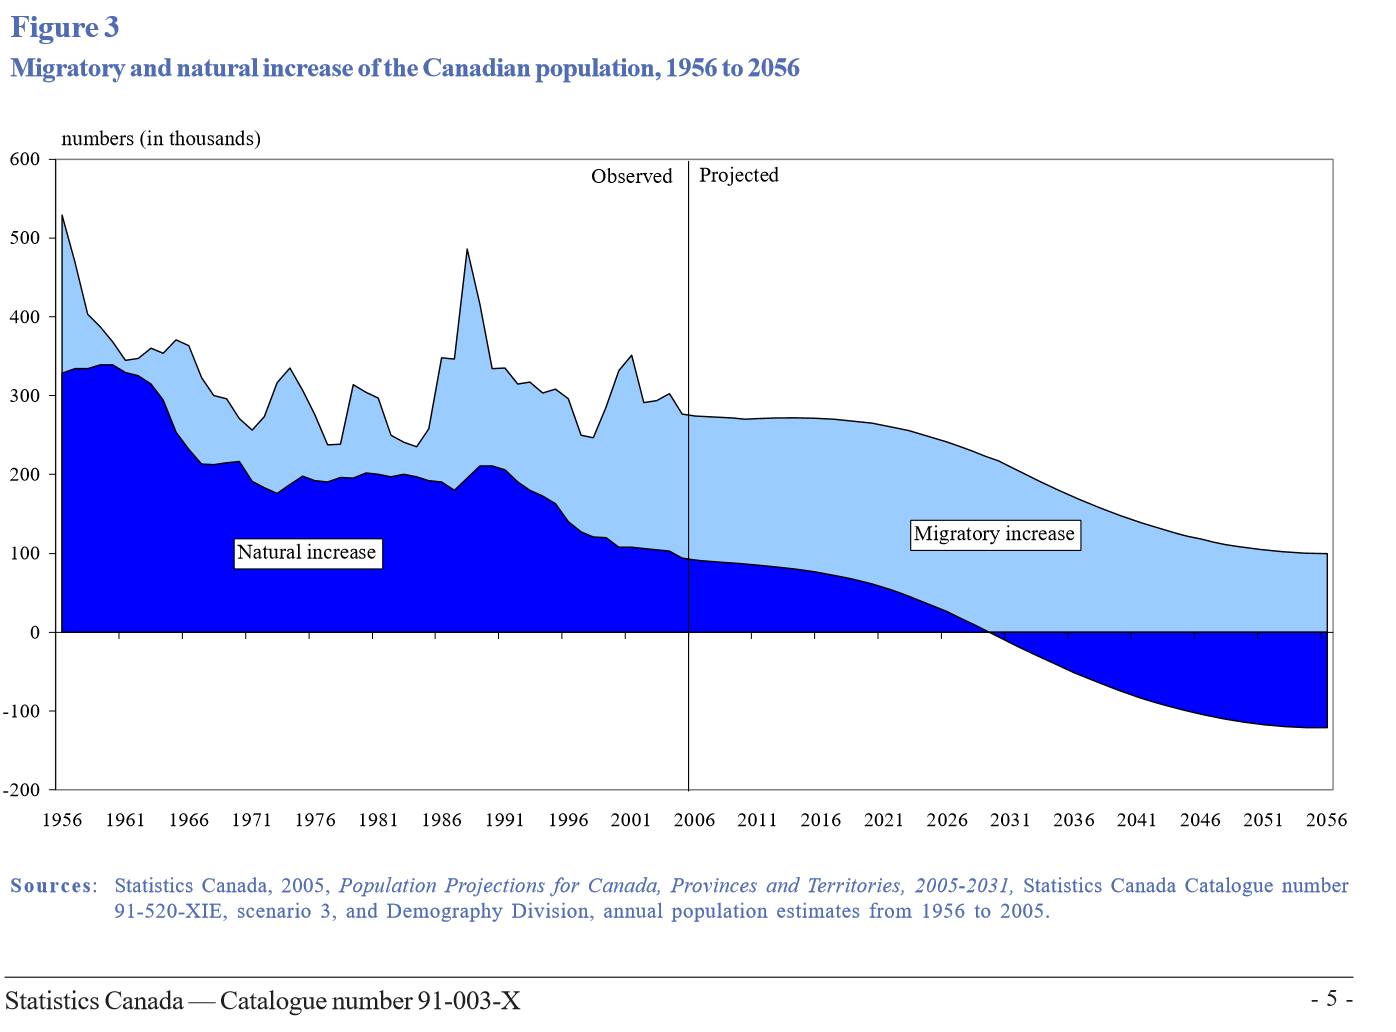 Figure 3
Migratory and natural increase of the Canadian population, 1956 to 2056
numbers (in thousands)
600
Observed
Projected
500
400
300
200
Migratory increase
Natural increase
100
0
-100
-200
1956 1961 1966 1971 1976 1981 1986 1991 1996 2001 2006 2011 2016 2021 2026 2031 2036 2041 2046 2051 2056
Sources: Statistics Canada, 2005, Population Projections for Canada, Provinces and Territories, 2005-2031, Statistics Canada Catalogue number
91-520-XIE, scenario 3, and Demography Division, annual population estimates from 1956 to 2005.
Statistics Canada — Catalogue number 91-003-X
- 5 -